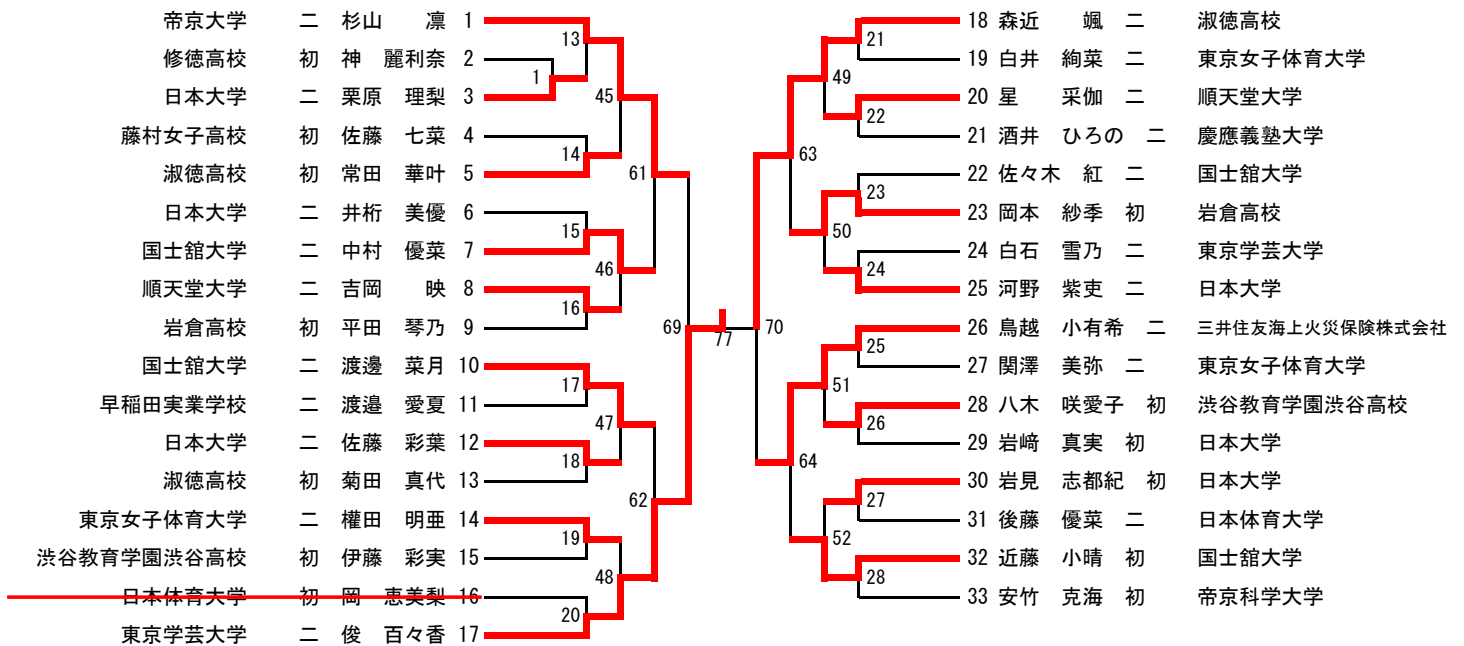 帝京大学 二 杉山 凛 1
修徳高校 初 神 麗利奈 2
日本大学 二 栗原 理梨 3
藤村女子高校 初 佐藤 七菜 4
淑徳高校 初 常田 華叶 5
日本大学 二 井桁 美優 6
国士舘大学 二 中村 優菜 7
順天堂大学 二 吉岡 映 8
岩倉高校 初 平田 琴乃 9
国士舘大学 二 渡邊 菜月 10
早稲田実業学校 二 渡邉 愛夏 11
日本大学 二 佐藤 彩葉 12
淑徳高校 初 菊田 真代 13
東京女子体育大学 二 權田 明亜 14
渋谷教育学園渋谷高校 初 伊藤 彩実 15
日本体育大学 初 岡 恵美梨 16
東京学芸大学 二 俊 百々香 17
13
1
14
15
16
17
18
19
20
45
46
47
48
61
62
69
77
70
63
64
49
50
51
52
21
22
23
24
25
26
27
28
18 森近 颯 二 淑徳高校
19 白井 絢菜 二 東京女子体育大学
20 星 采伽 二 順天堂大学
21 酒井 ひろの 二 慶應義塾大学
22 佐々木 紅 二 国士舘大学
23 岡本 紗季 初 岩倉高校
24 白石 雪乃 二 東京学芸大学
25 河野 紫吏 二 日本大学
26 鳥越 小有希 二 三井住友海上火災保険株式会社
27 関澤 美弥 二 東京女子体育大学
28 八木 咲愛子 初 渋谷教育学園渋谷高校
29 岩﨑 真実 初 日本大学
30 岩見 志都紀 初 日本大学
31 後藤 優菜 二 日本体育大学
32 近藤 小晴 初 国士舘大学
33 安竹 克海 初 帝京科学大学